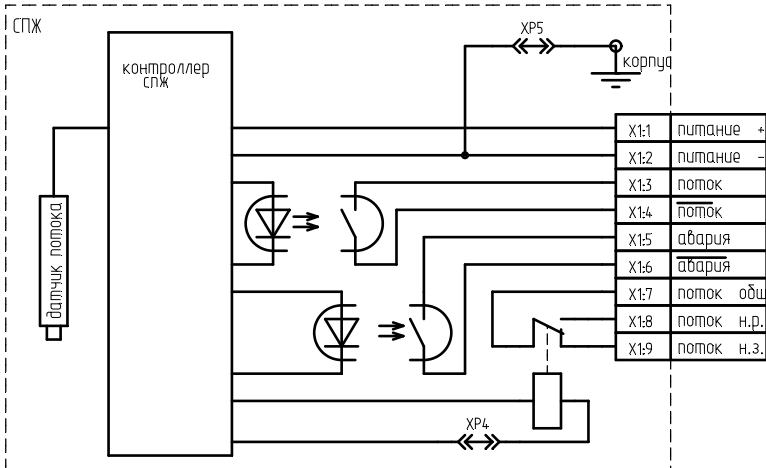 СПЖ
XP5
корпус
контроллер
СПЖ
датчик потока
X1:1 питание +
X1:2 питание -
X1:3 поток
X1:4 поток
X1:5 авария
X1:6 авария
X1:7 поток общ
X1:8 поток н.р.
X1:9 поток н.з.
XP4